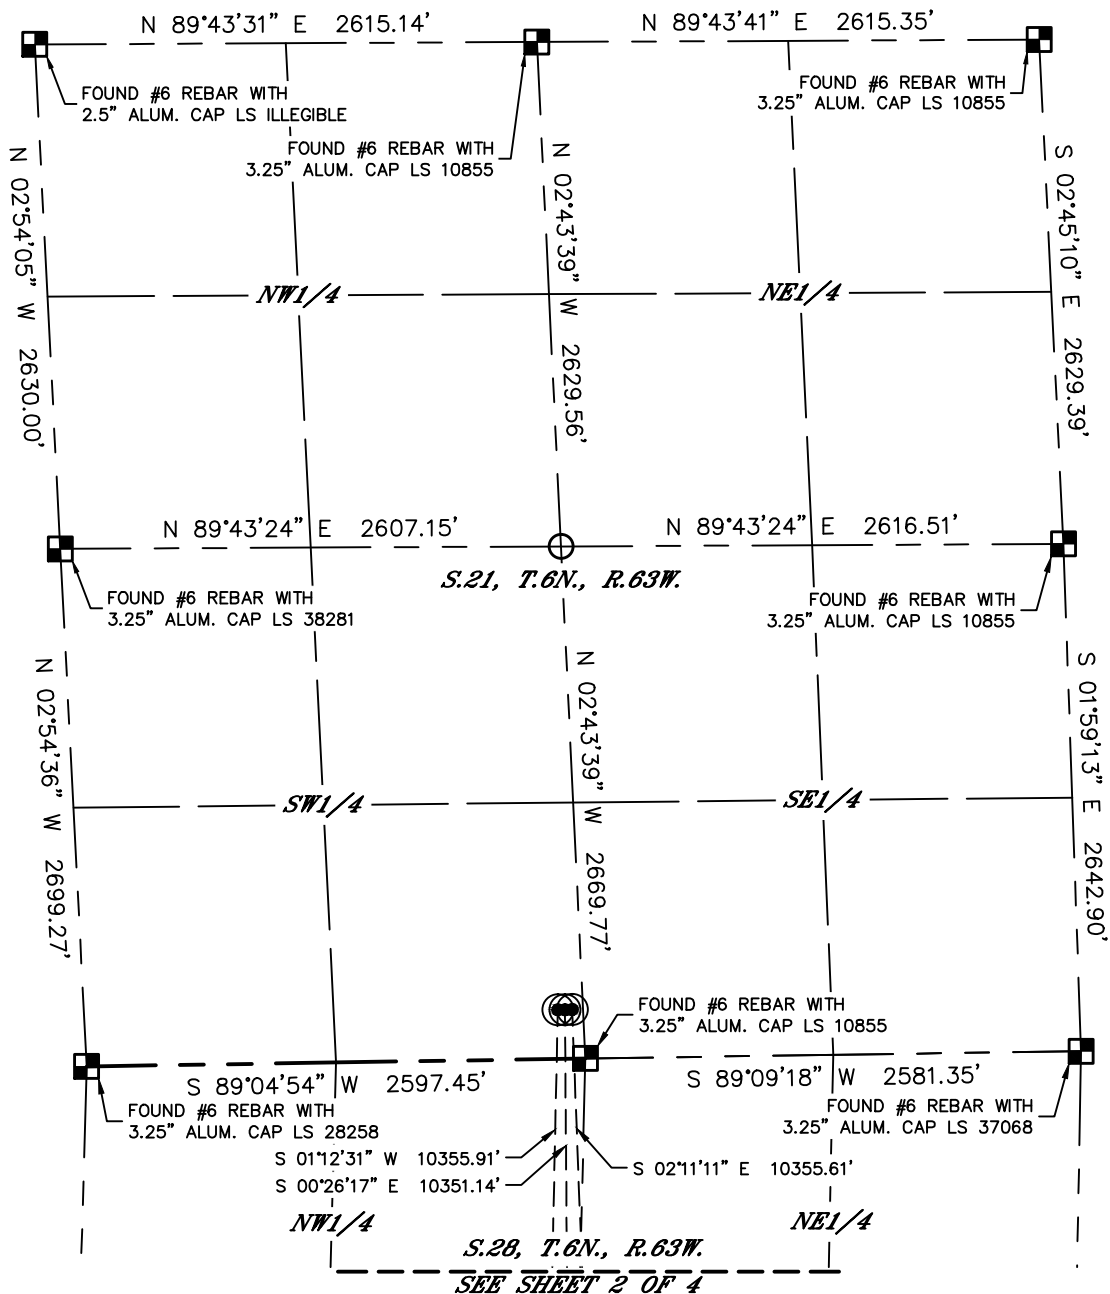 N 89°43'31" E 2615.14'
N 89°43'41" E 2615.35'
FOUND #6 REBAR WITH
2.5" ALUM. CAP LS ILLEGIBLE
FOUND #6 REBAR WITH
3.25" ALUM. CAP LS 10855
FOUND #6 REBAR WITH
3.25" ALUM. CAP LS 10855
N 02°54'05" W 2630.00'
N 02°43'39" W 2629.56'
S 02°45'10" E 2629.39'
NW1/4
NE1/4
N 89°43'24" E 2607.15'
N 89°43'24" E 2616.51'
S.21, T.6N., R.63W.
FOUND #6 REBAR WITH
3.25" ALUM. CAP LS 38281
FOUND #6 REBAR WITH
3.25" ALUM. CAP LS 10855
N 02°54'36" W 2699.27'
N 02°43'39" W 2669.77'
S 01°59'13" E 2642.90'
SW1/4
SE1/4
FOUND #6 REBAR WITH
3.25" ALUM. CAP LS 10855
S 89°04'54" W 2597.45'
S 89°09'18" W 2581.35'
FOUND #6 REBAR WITH
3.25" ALUM. CAP LS 28258
FOUND #6 REBAR WITH
3.25" ALUM. CAP LS 37068
S 01°12'31" W 10355.91'
S 00°26'17" E 10351.14'
S 02°11'11" E 10355.61'
NW1/4
NE1/4
S.28, T.6N., R.63W.
SEE SHEET 2 OF 4